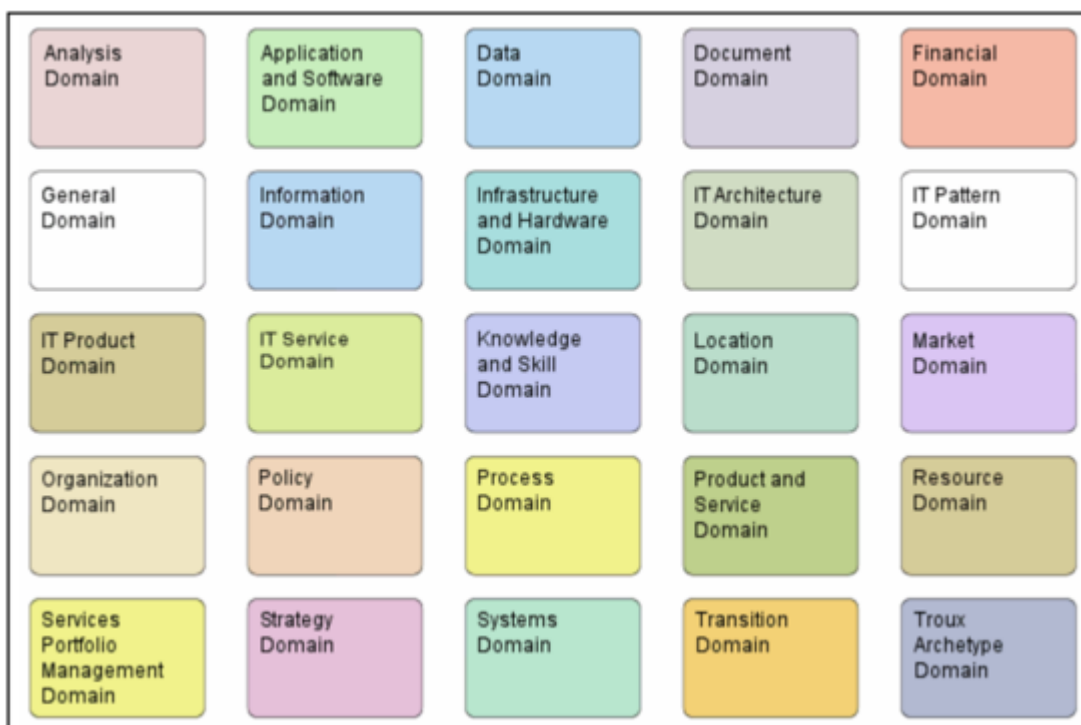 Analysis
Domain
Application
and Software
Domain
Data
Domain
Document
Domain
Financial
Domain
General
Domain
Information
Domain
Infrastructure
and Hardware
Domain
IT Architecture
Domain
IT Pattern
Domain
IT Product
Domain
IT Service
Domain
Knowledge
and Skill
Domain
Location
Domain
Market
Domain
Organization
Domain
Policy
Domain
Process
Domain
Product and
Service
Domain
Resource
Domain
Services
Portfolio
Management
Domain
Strategy
Domain
Systems
Domain
Transition
Domain
Troux
Archetype
Domain